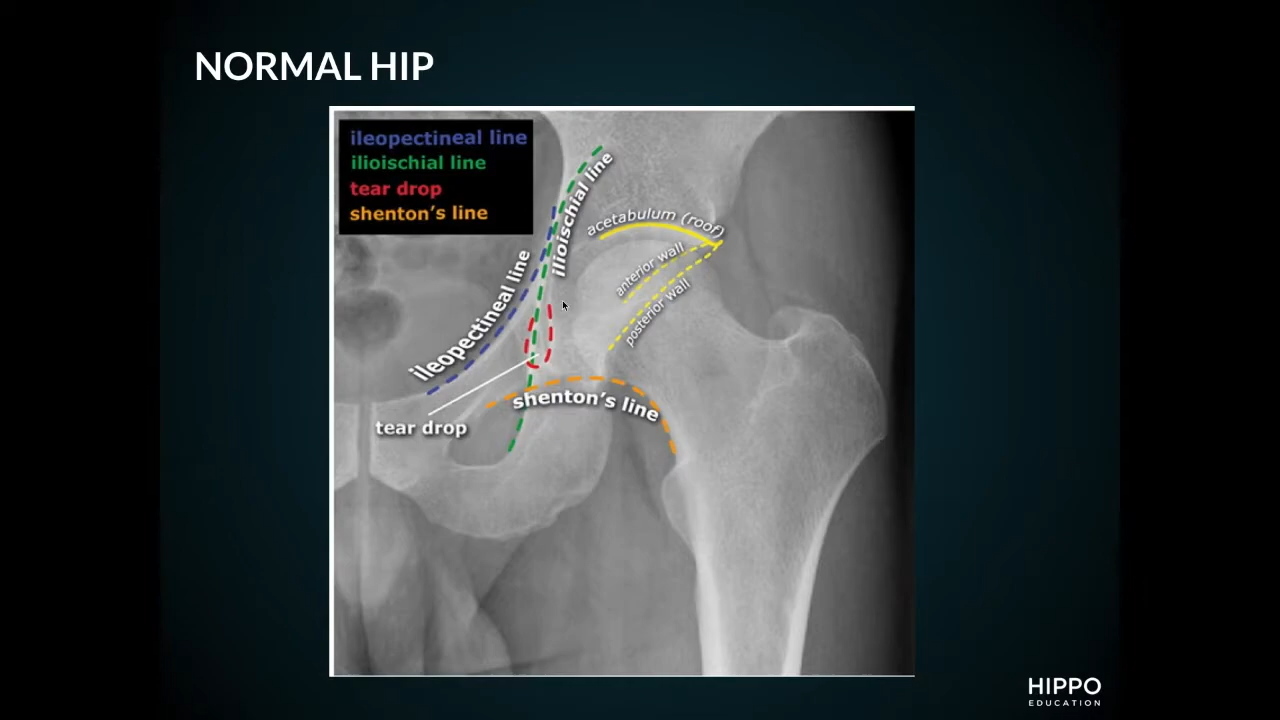 NORMAL HIP
ileopectineal line
ilioischial line
tear drop
shenton's line
ilioischial line
acetabulum (roof)
anterior wall
posterior wall
ileopectineal line
shenton's line
tear drop
HIPPO
EDUCATION